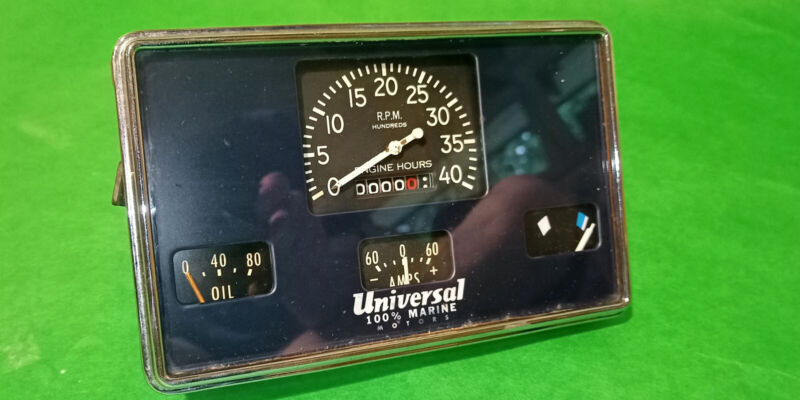 0 5 10 15 20 25 30 35 40
R.P.M.
HUNDREDS
ENGINE HOURS
00000
0 40 80
OIL
60 0 60
- AMPS +
Universal
100% MARINE
MOTORS